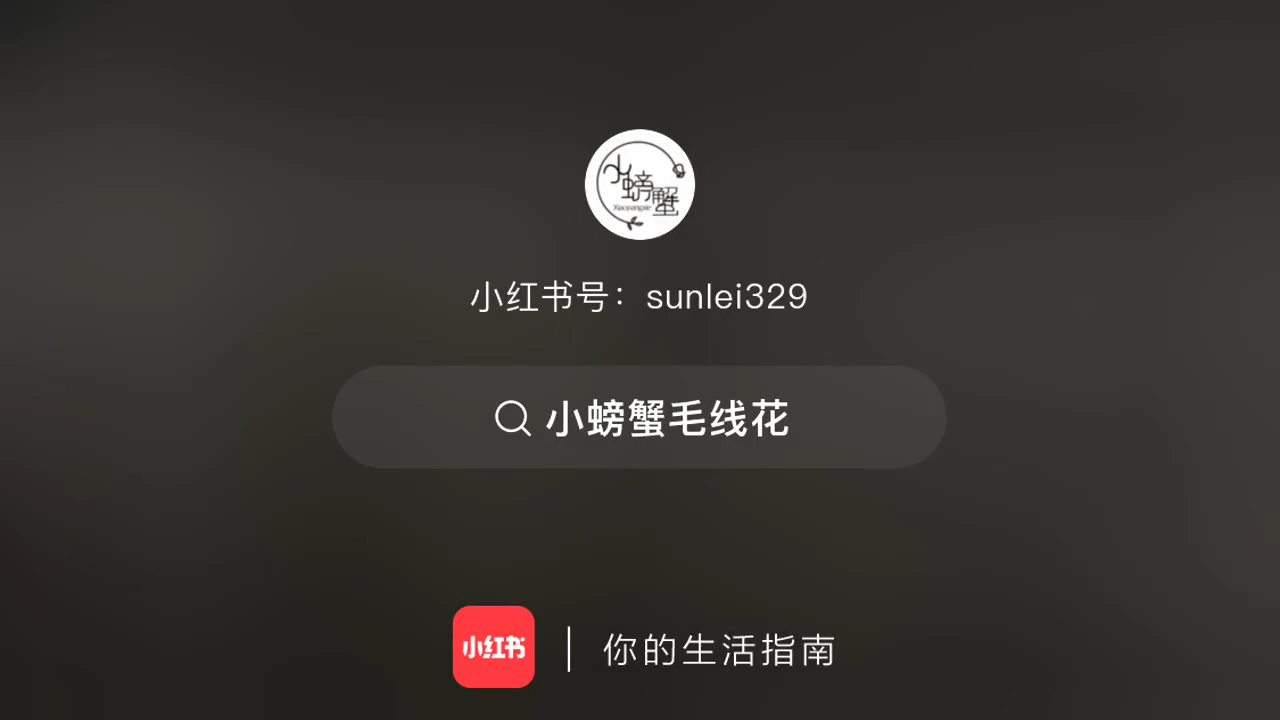 小螃蟹
小红书号：sunlei329
小螃蟹毛线花
小红书
你的生活指南